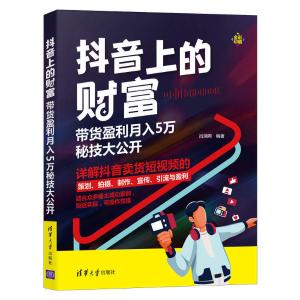 抖音上的
财富
带货盈利月入5万
秘技大公开
详解抖音卖货短视频的
策划、拍摄、制作、宣传、引流与盈利
清华大学出版社
抖音上的财富
带货盈利月入5万秘技大公开
清华大学出版社